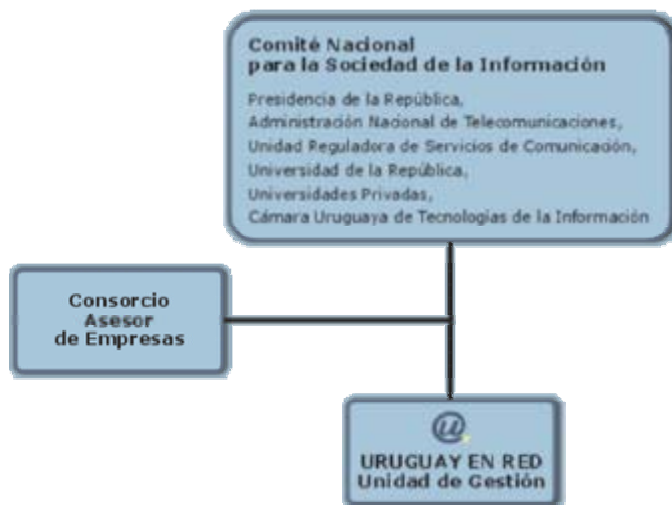 Comité Nacional
para la Sociedad de la Información
Presidencia de la República,
Administración Nacional de Telecomunicaciones,
Unidad Reguladora de Servicios de Comunicación,
Universidad de la República,
Universidades Privadas,
Cámara Uruguaya de Tecnologías de la Información
Consorcio
Asesor
de Empresas
URUGUAY EN RED
Unidad de Gestión